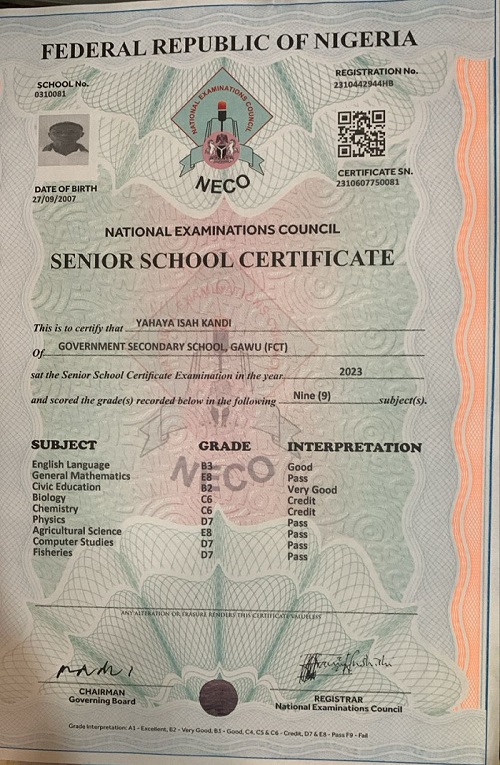 FEDERAL REPUBLIC OF NIGERIA
SCHOOL No.
0310081
REGISTRATION No.
2310442944HB
NATIONAL EXAMINATIONS COUNCIL
NECO
DATE OF BIRTH
27/09/2007
CERTIFICATE SN.
2310607750081
NATIONAL EXAMINATIONS COUNCIL
SENIOR SCHOOL CERTIFICATE
This is to certify that YAHAYA ISAH KANDI
Of GOVERNMENT SECONDARY SCHOOL, GAWU (FCT)
sat the Senior School Certificate Examination in the year 2023
and scored the grade(s) recorded below in the following Nine (9) subject(s).
SUBJECT GRADE INTERPRETATION
English Language B3 Good
General Mathematics E8 Pass
Civic Education B2 Very Good
Biology C6 Credit
Chemistry C6 Credit
Physics D7 Pass
Agricultural Science E8 Pass
Computer Studies D7 Pass
Fisheries D7 Pass
NECO
ANY ALTERATION OR ERASURE RENDERS THIS CERTIFICATE VALUELESS
CHAIRMAN
Governing Board
REGISTRAR
National Examinations Council
Grade Interpretation: A1 - Excellent, B2 - Very Good, B3 - Good, C4, C5 & C6 - Credit, D7 & E8 - Pass F9 - Fail